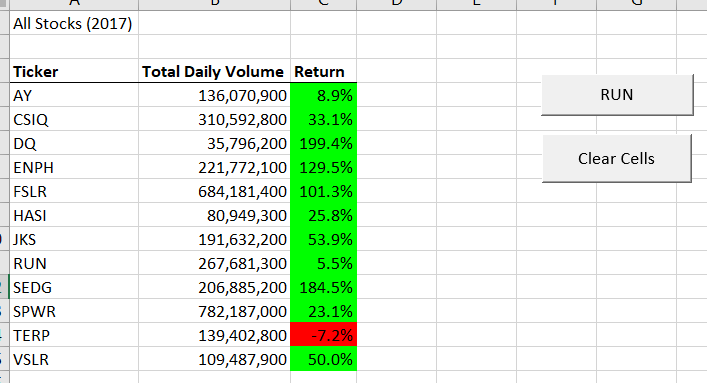 All Stocks (2017)
Ticker Total Daily Volume Return
AY 136,070,900 8.9%
RUN
CSIQ 310,592,800 33.1%
DQ 35,796,200 199.4%
Clear Cells
ENPH 221,772,100 129.5%
FSLR 684,181,400 101.3%
HASI 80,949,300 25.8%
JKS 191,632,200 53.9%
RUN 267,681,300 5.5%
SEDG 206,885,200 184.5%
SPWR 782,187,000 23.1%
TERP 139,402,800 -7.2%
VSLR 109,487,900 50.0%